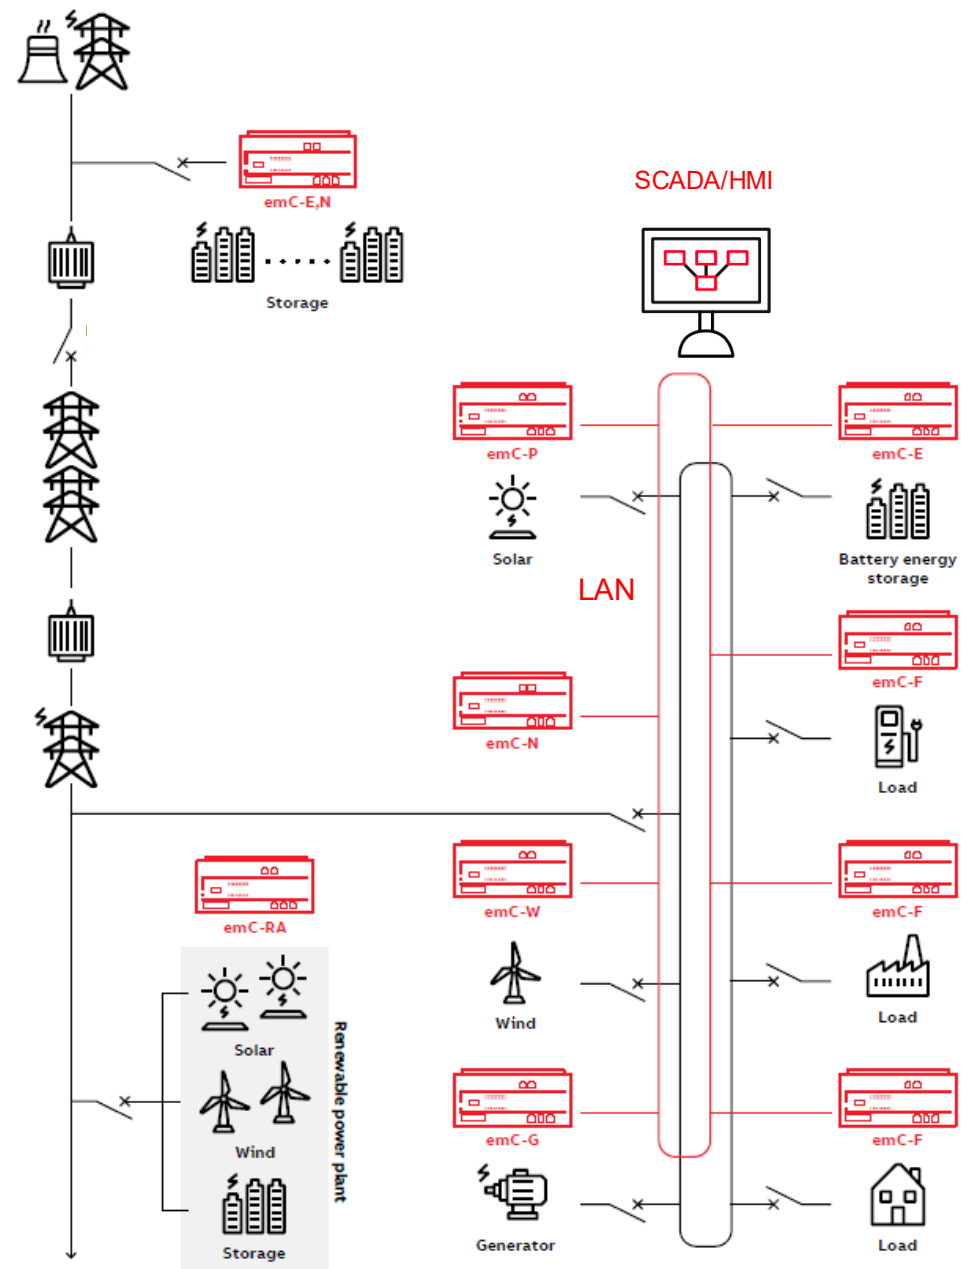 emC-E,N
Storage
SCADA/HMI
emC-P
Solar
emC-E
Battery energy
storage
LAN
emC-F
Load
emC-N
emC-RA
Solar
Wind
Storage
Renewable power plant
emC-W
Wind
emC-F
Load
emC-G
Generator
emC-F
Load